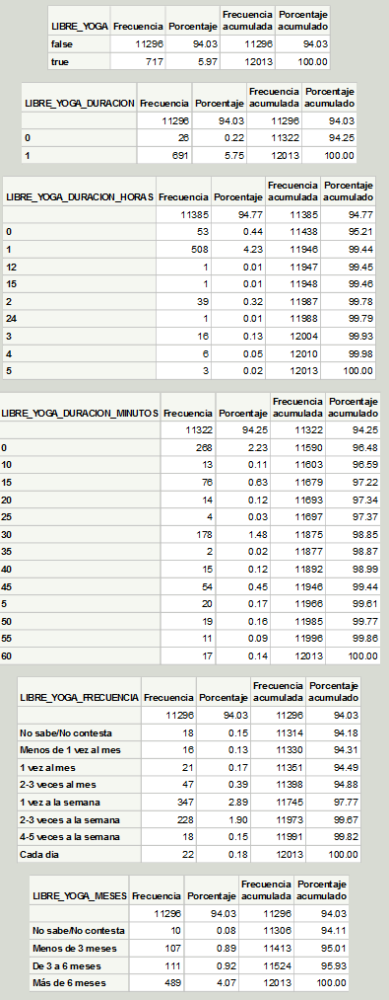 LIBRE_YOGA Frecuencia Porcentaje Frecuencia acumulada Porcentaje acumulado
false 11296 94.03 11296 94.03
true 717 5.97 12013 100.00
LIBRE_YOGA_DURACION Frecuencia Porcentaje Frecuencia acumulada Porcentaje acumulado
11296 94.03 11296 94.03
0 26 0.22 11322 94.25
1 691 5.75 12013 100.00
LIBRE_YOGA_DURACION_HORAS Frecuencia Porcentaje Frecuencia acumulada Porcentaje acumulado
11385 94.77 11385 94.77
0 53 0.44 11438 95.21
1 508 4.23 11946 99.44
12 1 0.01 11947 99.45
15 1 0.01 11948 99.46
2 39 0.32 11987 99.78
24 1 0.01 11988 99.79
3 16 0.13 12004 99.93
4 6 0.05 12010 99.98
5 3 0.02 12013 100.00
LIBRE_YOGA_DURACION_MINUTOS Frecuencia Porcentaje Frecuencia acumulada Porcentaje acumulado
11322 94.25 11322 94.25
0 268 2.23 11590 96.48
10 13 0.11 11603 96.59
15 76 0.63 11679 97.22
20 14 0.12 11693 97.34
25 4 0.03 11697 97.37
30 178 1.48 11875 98.85
35 2 0.02 11877 98.87
40 15 0.12 11892 98.99
45 54 0.45 11946 99.44
5 20 0.17 11966 99.61
50 19 0.16 11985 99.77
55 11 0.09 11996 99.86
60 17 0.14 12013 100.00
LIBRE_YOGA_FRECUENCIA Frecuencia Porcentaje Frecuencia acumulada Porcentaje acumulado
11296 94.03 11296 94.03
No sabe/No contesta 18 0.15 11314 94.18
Menos de 1 vez al mes 16 0.13 11330 94.31
1 vez al mes 21 0.17 11351 94.49
2-3 veces al mes 47 0.39 11398 94.88
1 vez a la semana 347 2.89 11745 97.77
2-3 veces a la semana 228 1.90 11973 99.67
4-5 veces a la semana 18 0.15 11991 99.82
Cada día 22 0.18 12013 100.00
LIBRE_YOGA_MESES Frecuencia Porcentaje Frecuencia acumulada Porcentaje acumulado
11296 94.03 11296 94.03
No sabe/No contesta 10 0.08 11306 94.11
Menos de 3 meses 107 0.89 11413 95.01
De 3 a 6 meses 111 0.92 11524 95.93
Más de 6 meses 489 4.07 12013 100.00